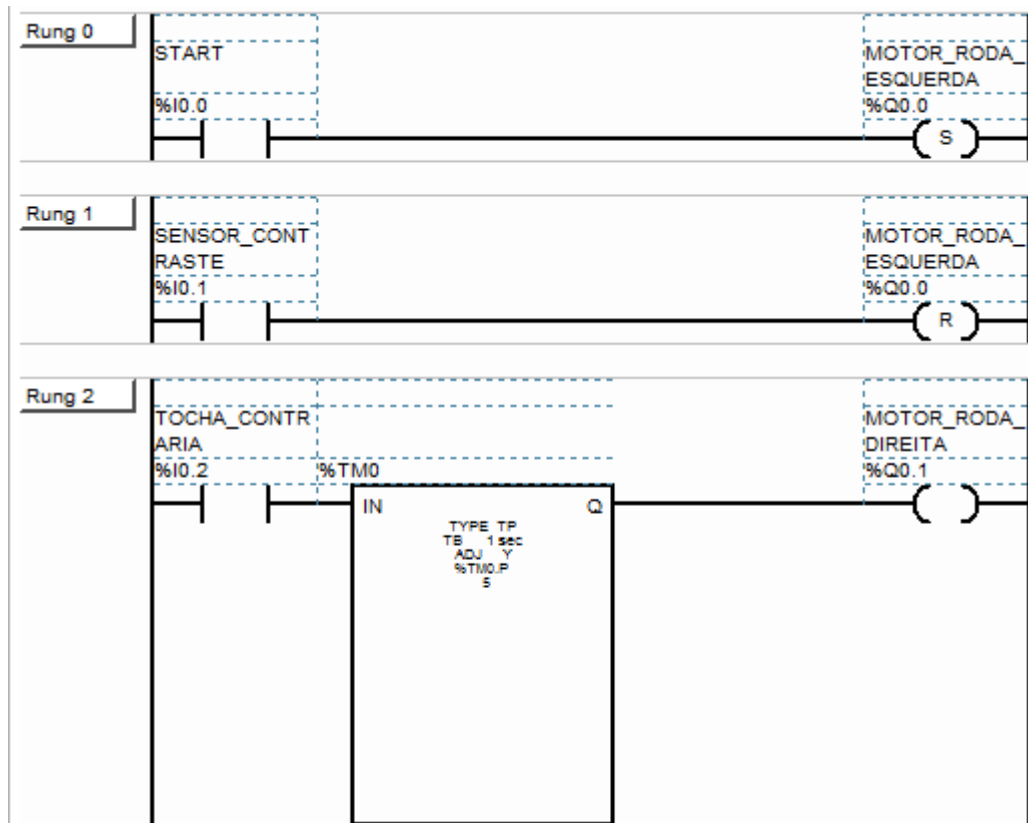 Rung 0
START
MOTOR_RODA_
ESQUERDA
%I0.0
%Q0.0
S
Rung 1
SENSOR_CONT
RASTE
MOTOR_RODA_
ESQUERDA
%I0.1
%Q0.0
R
Rung 2
TOCHA_CONTR
ARIA
MOTOR_RODA_
DIREITA
%I0.2
%TM0
%Q0.1
IN
Q
TYPE TP
TB 1 sec
ADJ Y
%TM0.P
5